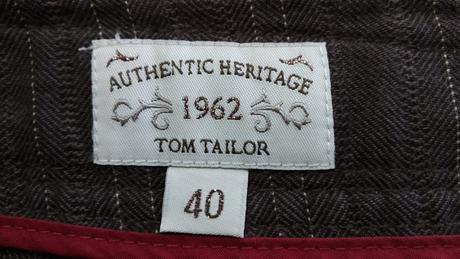 AUTHENTIC HERITAGE
1962
TOM TAILOR
40